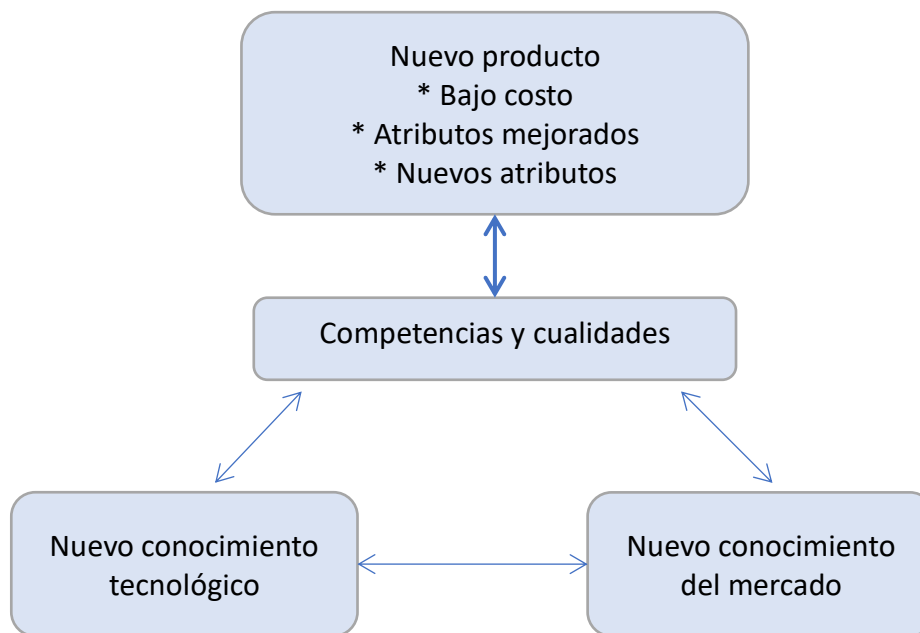 Nuevo producto
* Bajo costo
* Atributos mejorados
* Nuevos atributos
Competencias y cualidades
Nuevo conocimiento
tecnológico
Nuevo conocimiento
del mercado